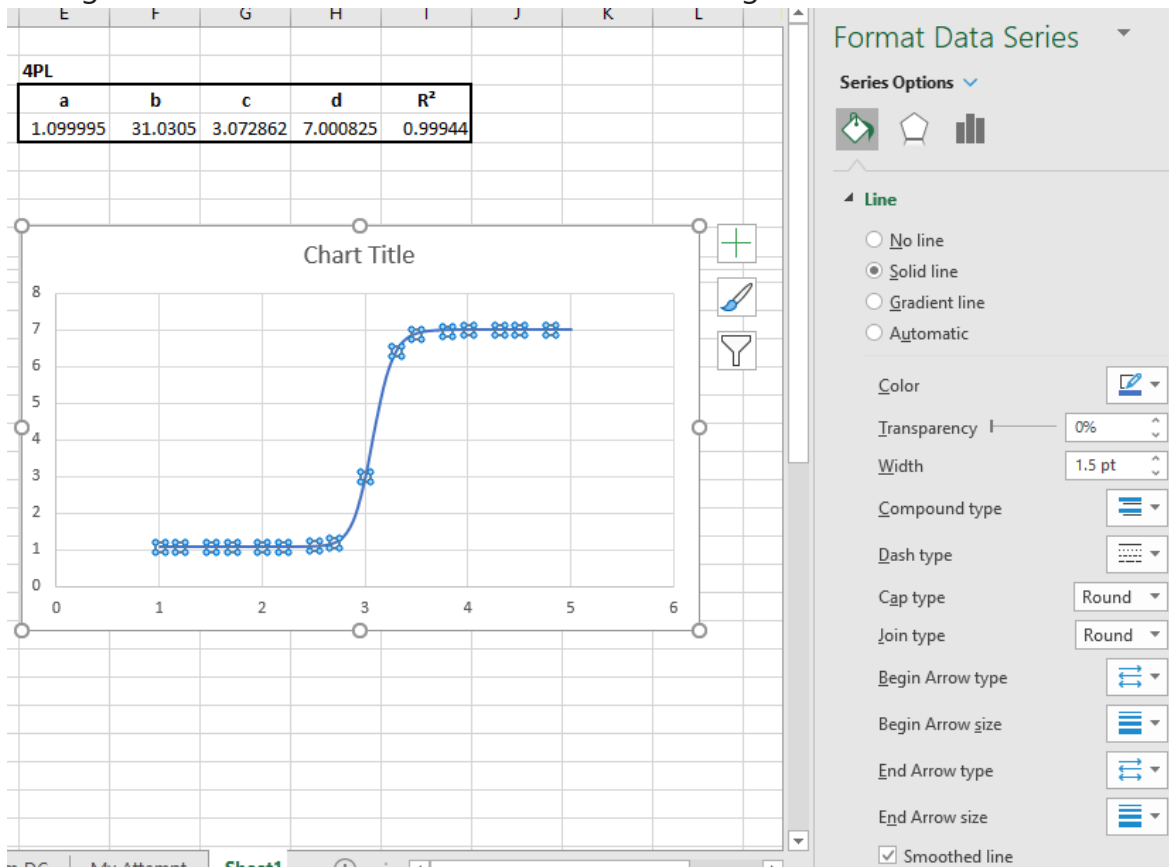 E F G H I J K L
4PL
a b c d R²
1.099995 31.0305 3.072862 7.000825 0.99944
Chart Title
8
7
6
5
4
3
2
1
0
0 1 2 3 4 5 6
Sheet1
Format Data Series
Series Options
Line
No line
Solid line
Gradient line
Automatic
Color
Transparency 0%
Width 1.5 pt
Compound type
Dash type
Cap type Round
Join type Round
Begin Arrow type
Begin Arrow size
End Arrow type
End Arrow size
Smoothed line